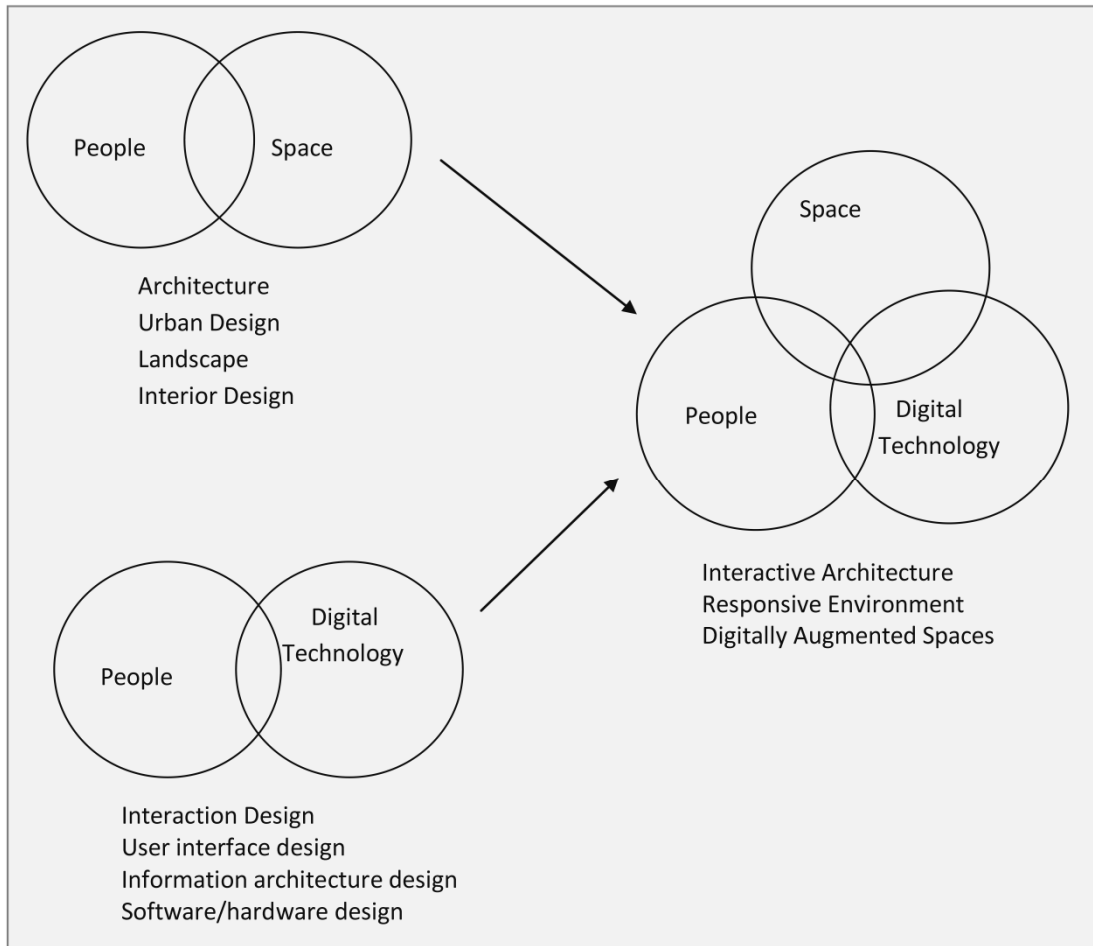 People
Space
Architecture
Urban Design
Landscape
Interior Design
Space
People
Digital
Technology
Interactive Architecture
Responsive Environment
Digitally Augmented Spaces
People
Digital
Technology
Interaction Design
User interface design
Information architecture design
Software/hardware design